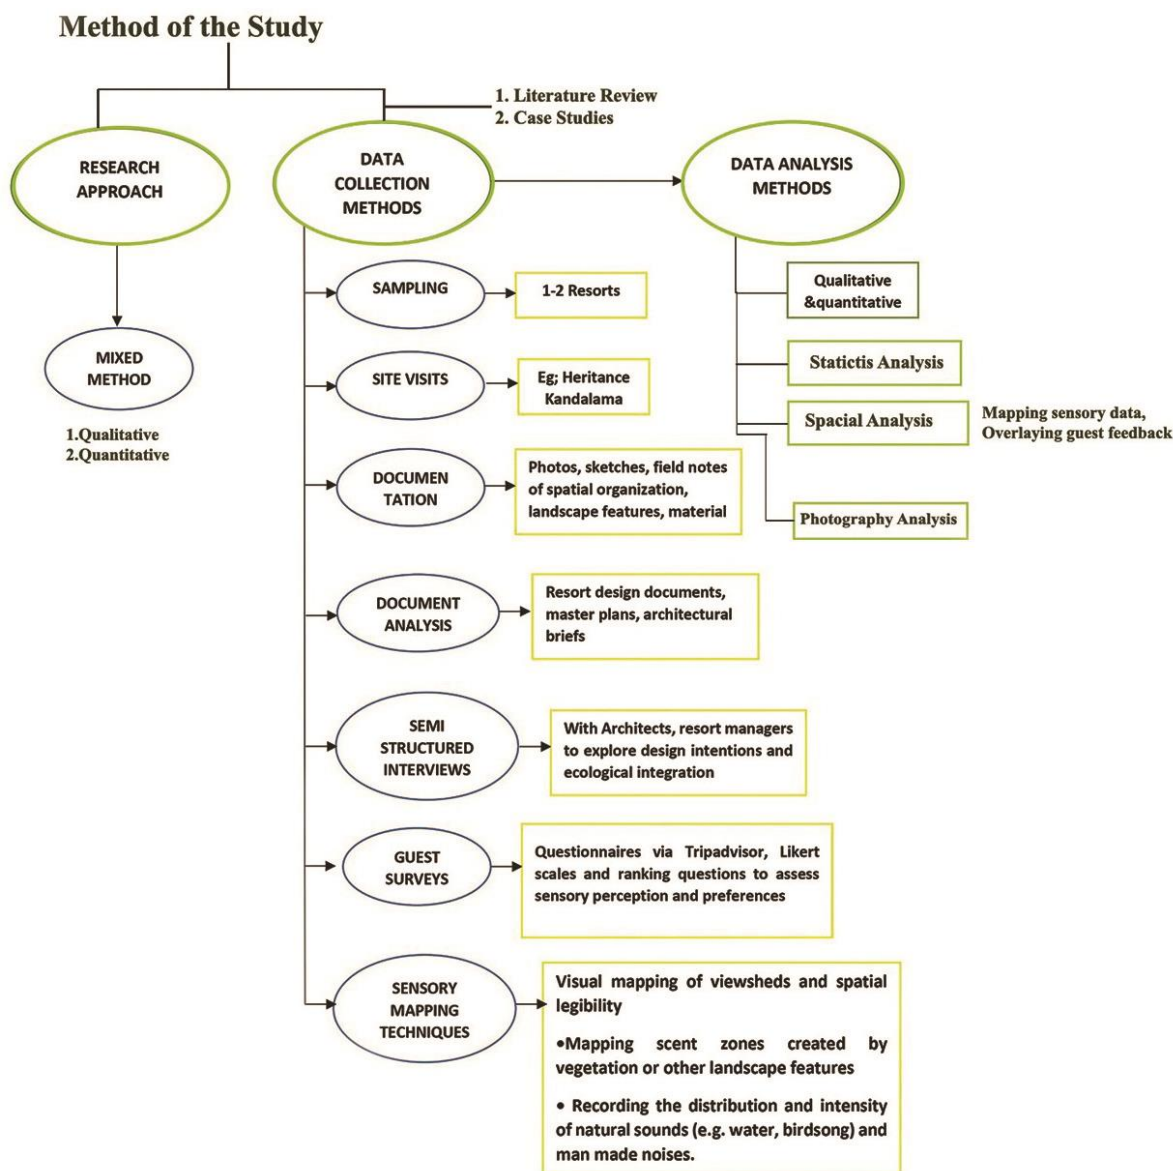 Method of the Study
1. Literature Review
2. Case Studies
RESEARCH
APPROACH
DATA
COLLECTION
METHODS
DATA ANALYSIS
METHODS
MIXED
METHOD
1.Qualitative
2.Quantitative
SAMPLING
1-2 Resorts
SITE VISITS
Eg; Heritance
Kandalama
DOCUMEN
TATION
Photos, sketches, field notes
of spatial organization,
landscape features, material
DOCUMENT
ANALYSIS
Resort design documents,
master plans, architectural
briefs
SEMI
STRUCTURED
INTERVIEWS
With Architects, resort managers
to explore design intentions and
ecological integration
GUEST
SURVEYS
Questionnaires via Tripadvisor, Likert
scales and ranking questions to assess
sensory perception and preferences
SENSORY
MAPPING
TECHNIQUES
Visual mapping of viewsheds and spatial
legibility
•Mapping scent zones created by
vegetation or other landscape features
• Recording the distribution and intensity
of natural sounds (e.g. water, birdsong) and
man made noises.
Qualitative
&quantitative
Statictis Analysis
Spacial Analysis
Mapping sensory data,
Overlaying guest feedback
Photography Analysis